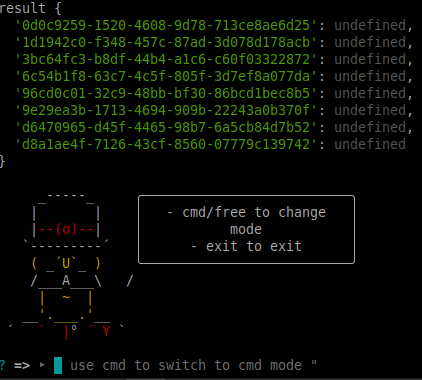 result {
'0d0c9259-1520-4608-9d78-713ce8ae6d25': undefined,
'1d1942c0-f348-457c-87ad-3d078d178acb': undefined,
'3bc64fc3-b8df-4404-a1c6-c60f03322872': undefined,
'6c54b1f8-63c7-4c5f-805f-3d7ef8a077da': undefined,
'96cd0c01-32c9-48bb-bf30-86bcd1bec8b5': undefined,
'9e29ea3b-1713-4694-909b-22243a0b370f': undefined,
'd6470965-d45f-4465-98b7-6a5cb84d7b52': undefined,
'd8a1ae4f-7126-43cf-8560-07779c139742': undefined
}
- cmd/free to change
mode
- exit to exit
? => ‣ use cmd to switch to cmd mode "